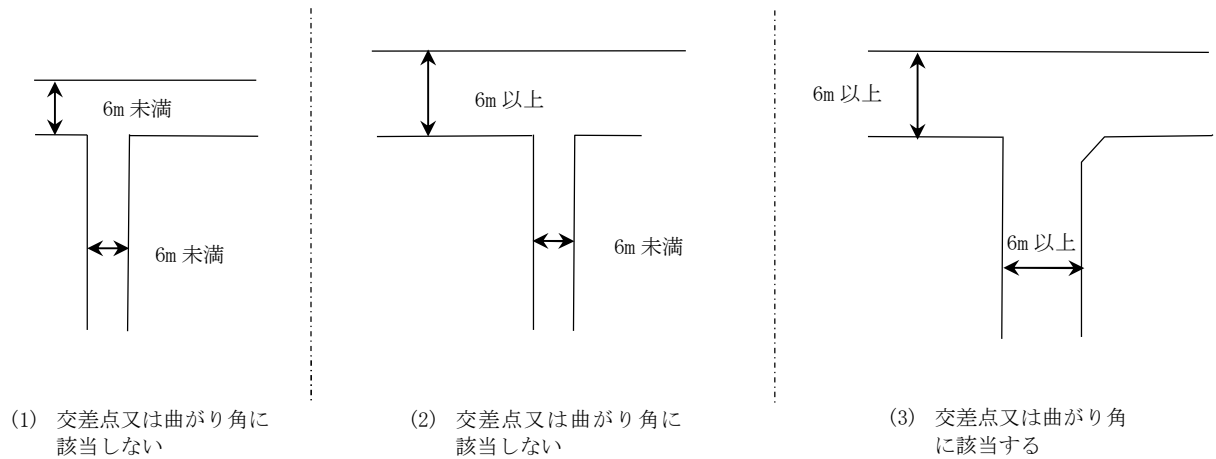 6m 未満
6m 未満
(1) 交差点又は曲がり角に
該当しない
6m 以上
6m 未満
(2) 交差点又は曲がり角に
該当しない
6m 以上
6m 以上
(3) 交差点又は曲がり角
に該当する